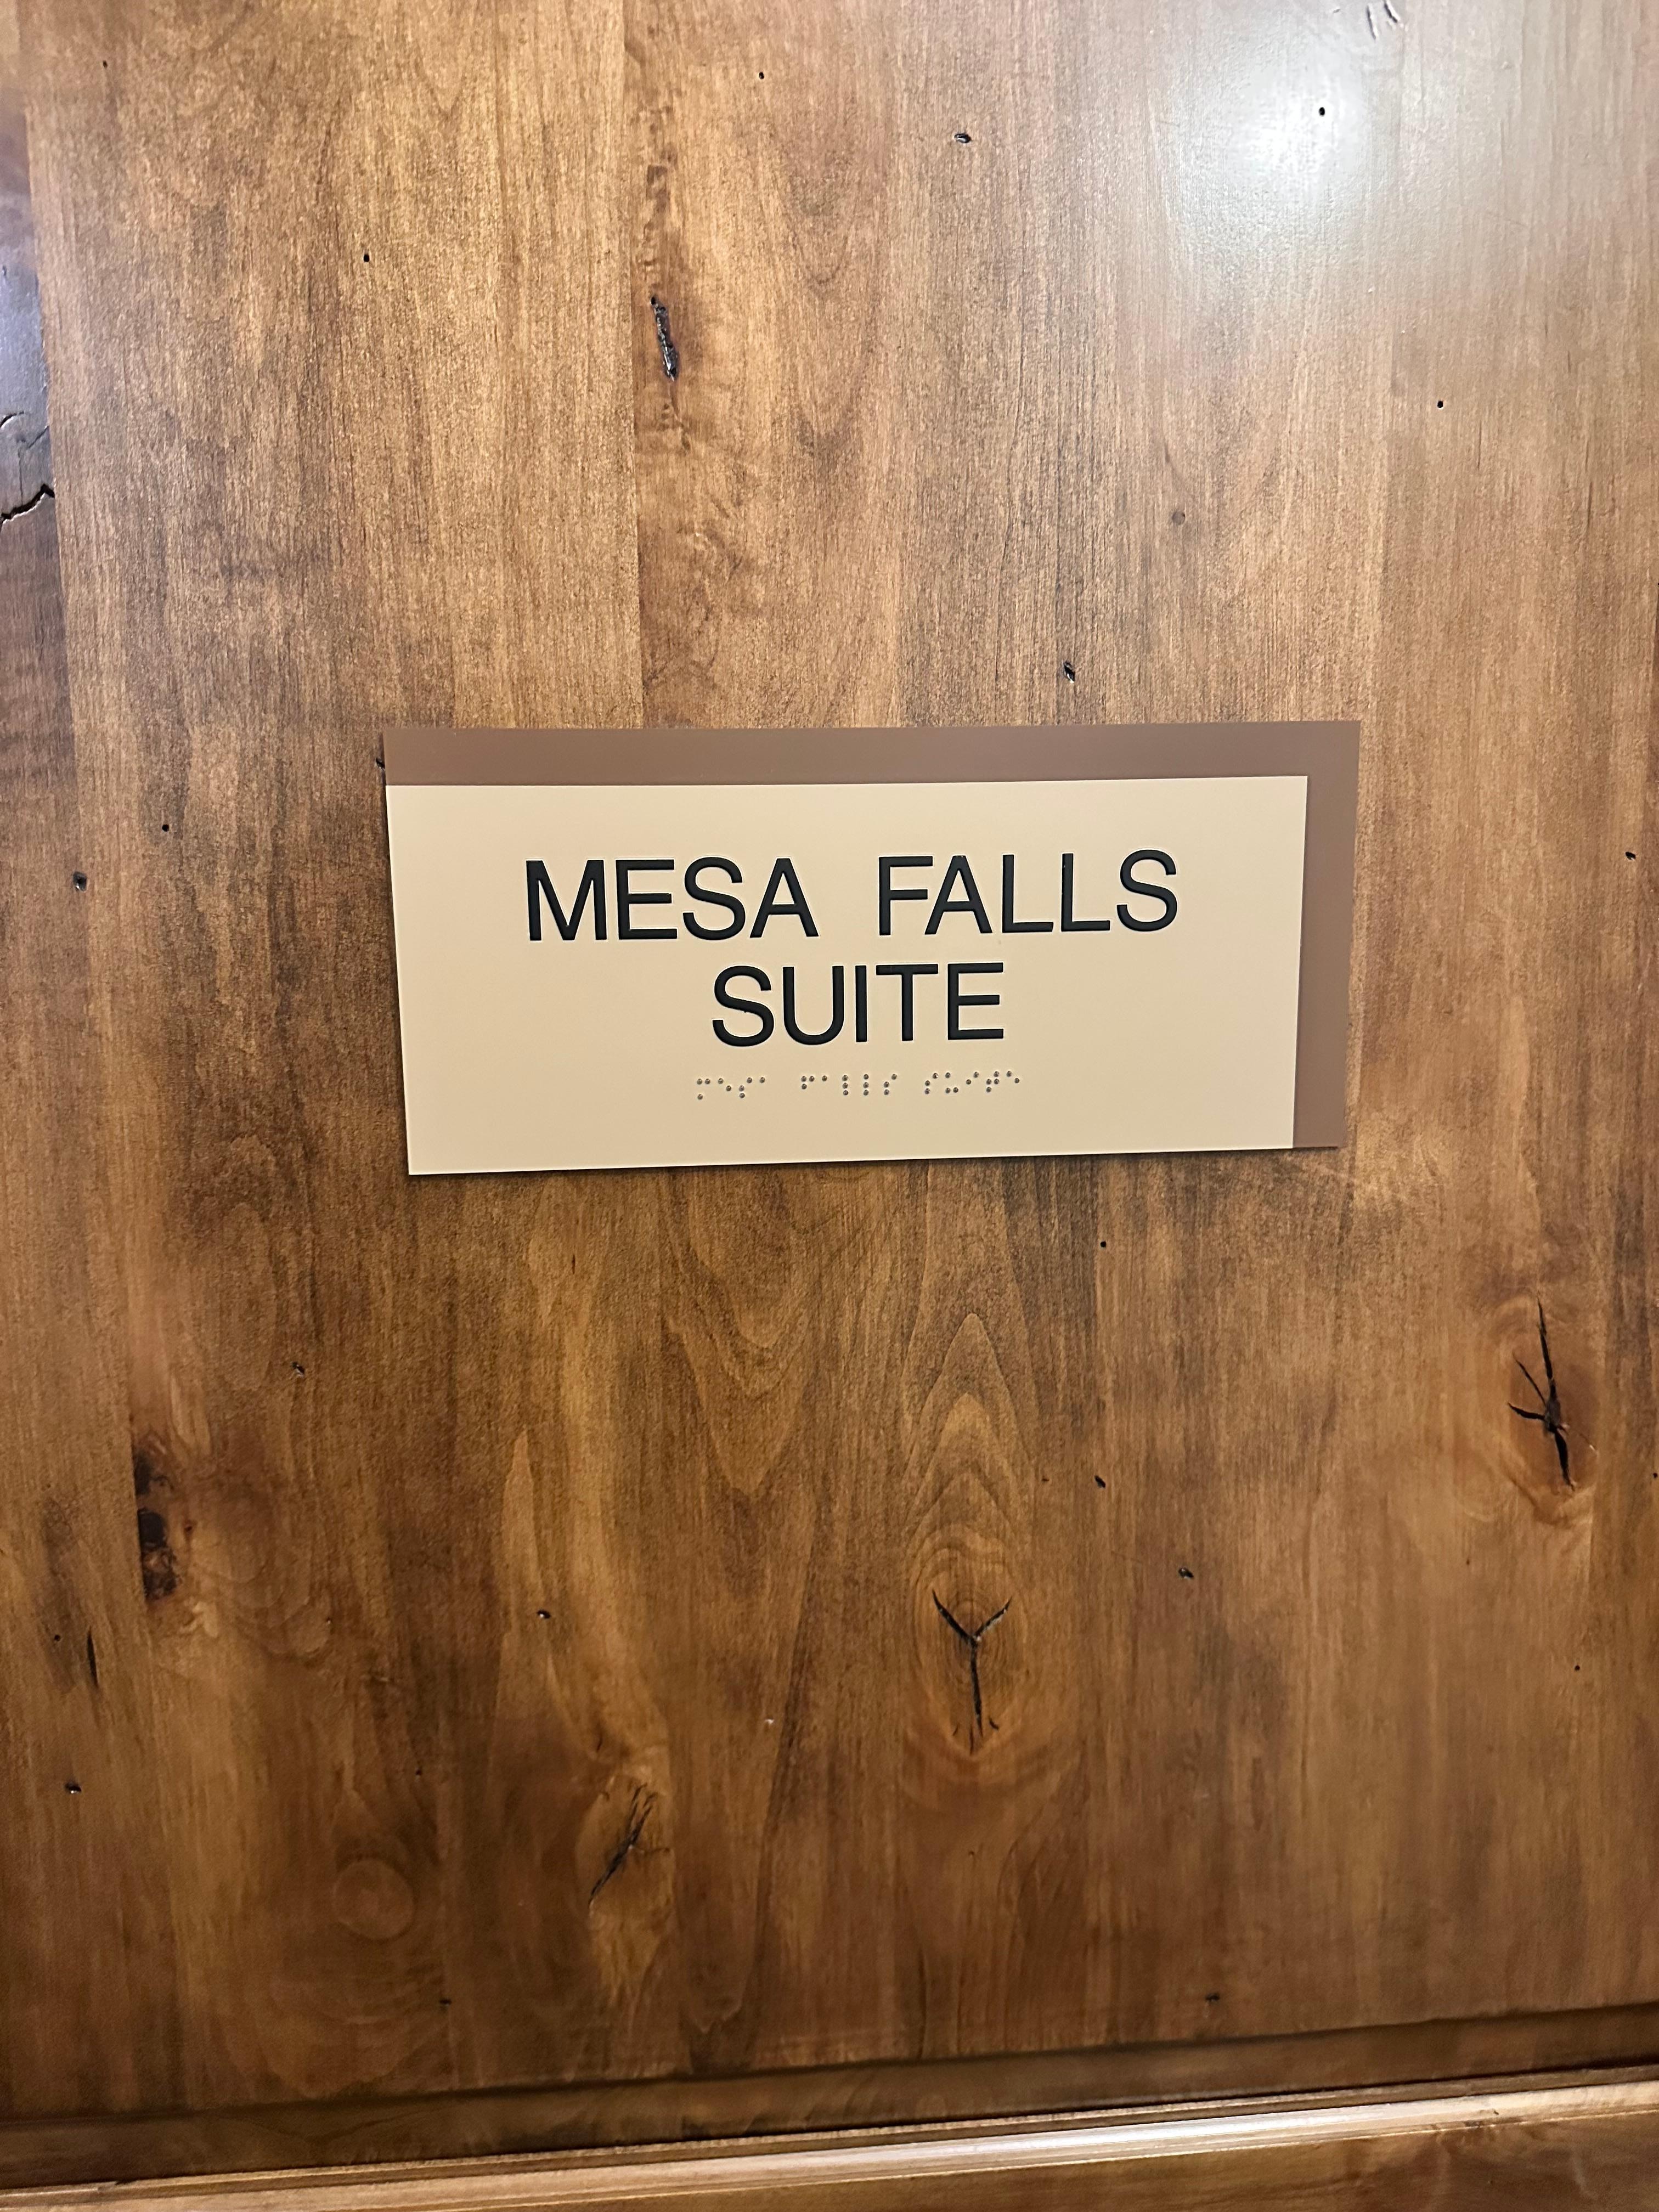 MESA FALLS
SUITE
⠍⠑⠎⠁ ⠋⠁⠇⠇⠎ ⠎⠥⠊⠞⠑